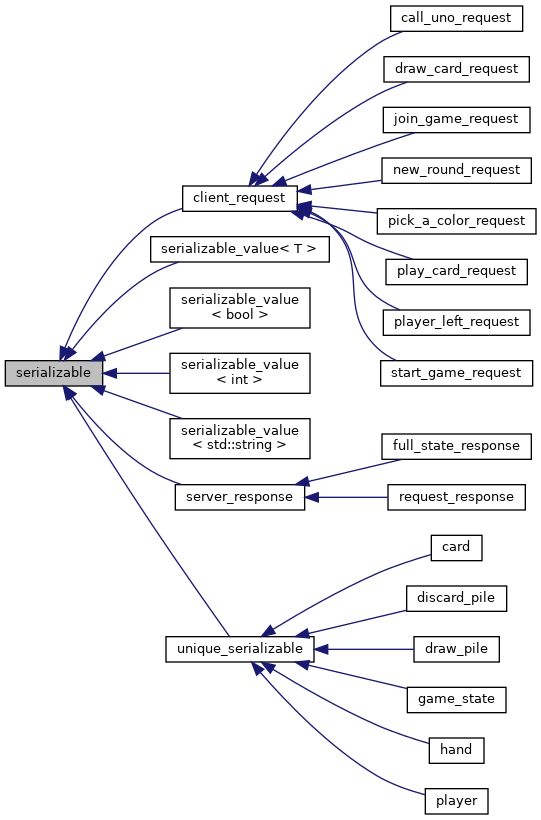 call_uno_request
draw_card_request
join_game_request
new_round_request
client_request
pick_a_color_request
serializable_value< T >
play_card_request
serializable_value
< bool >
player_left_request
serializable
serializable_value
< int >
start_game_request
serializable_value
< std::string >
full_state_response
server_response
request_response
card
discard_pile
unique_serializable
draw_pile
game_state
hand
player